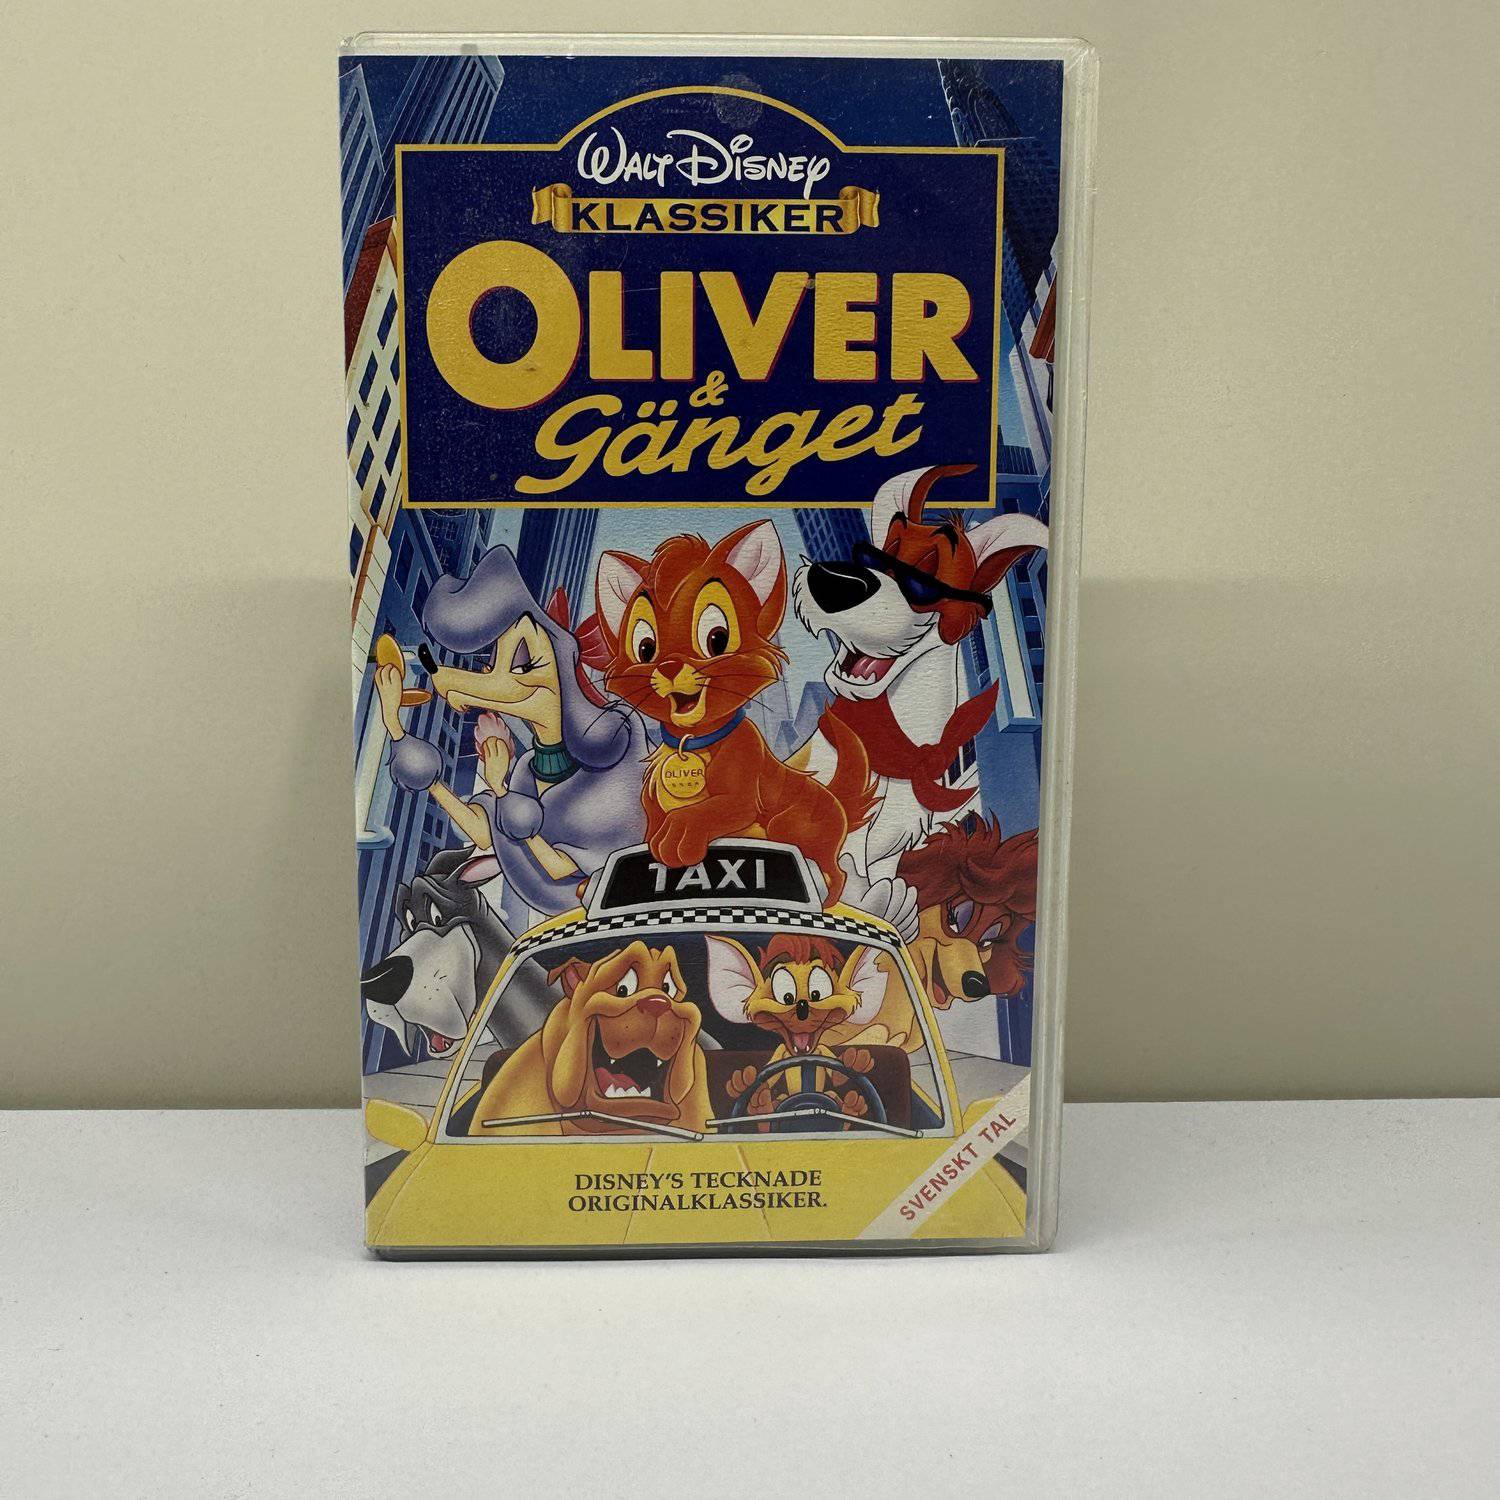 WALT DISNEY
KLASSIKER
OLIVER
&
Gänget
OLIVER
TAXI
DISNEY'S TECKNADE
ORIGINALKLASSIKER.
SVENSKT TAL